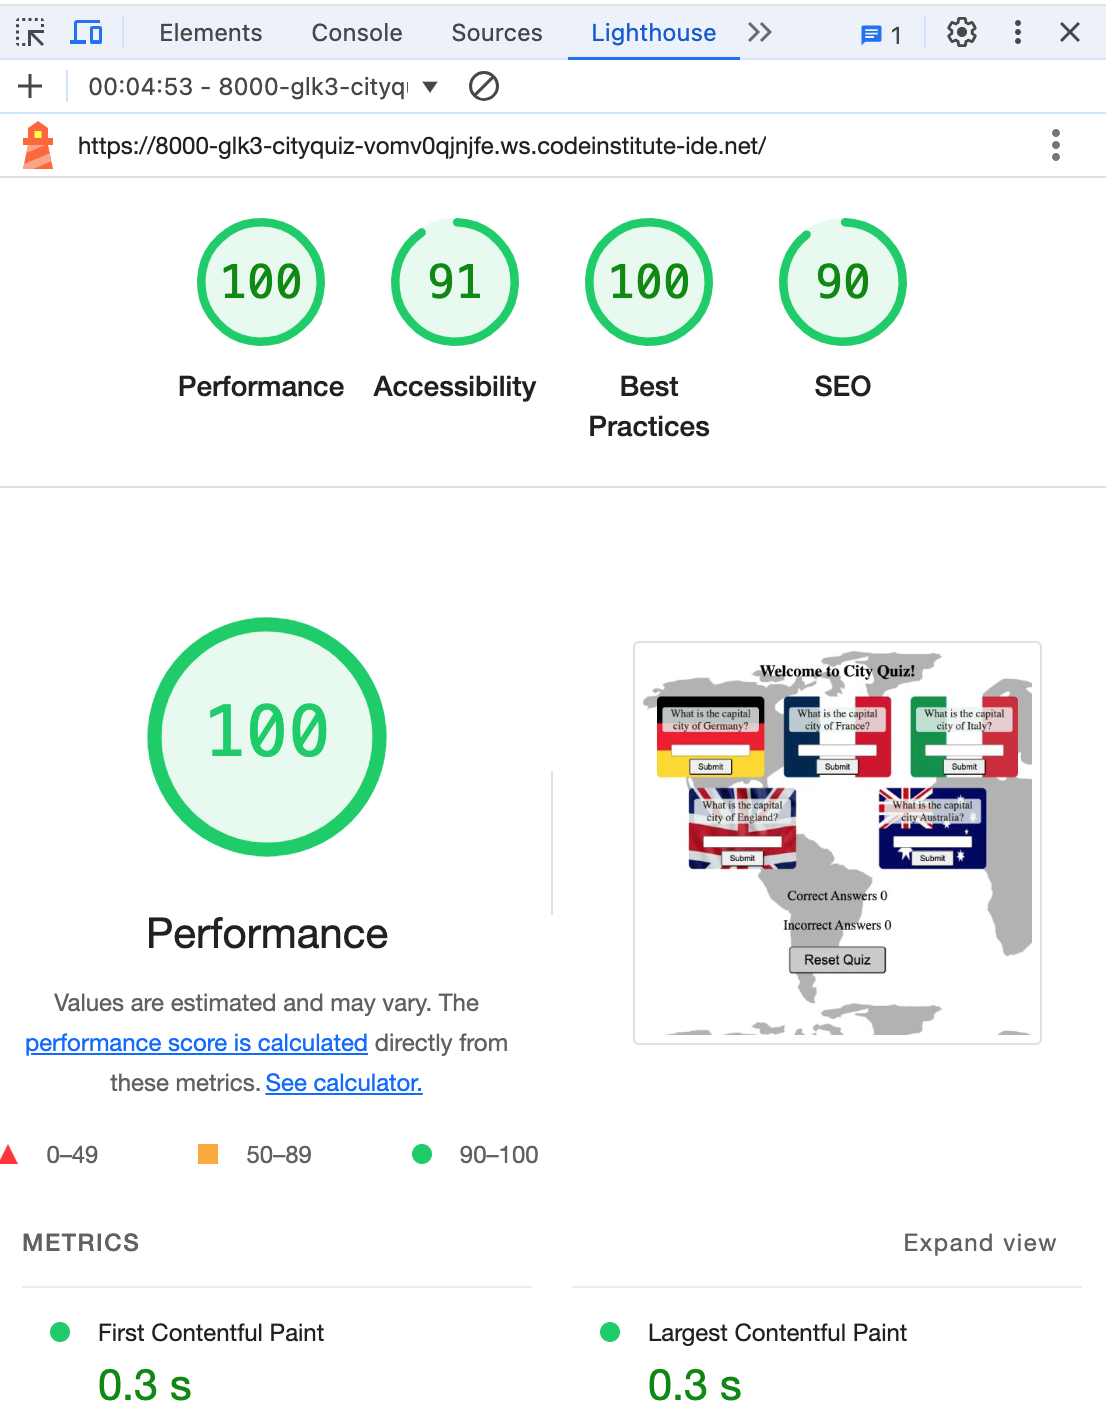 Elements Console Sources Lighthouse 1
00:04:53 - 8000-glk3-cityq
https://8000-glk3-cityquiz-vomv0qjnjfe.ws.codeinstitute-ide.net/
100 91 100 90
Performance Accessibility Best Practices SEO
100
Performance
Values are estimated and may vary. The
performance score is calculated directly from
these metrics. See calculator.
0–49 50–89 90–100
Welcome to City Quiz!
What is the capital
city of Germany?
Submit
What is the capital
city of France?
Submit
What is the capital
city of Italy?
Submit
What is the capital
city of England?
Submit
What is the capital
city Australia?
Submit
Correct Answers 0
Incorrect Answers 0
Reset Quiz
METRICS Expand view
First Contentful Paint
0.3 s
Largest Contentful Paint
0.3 s